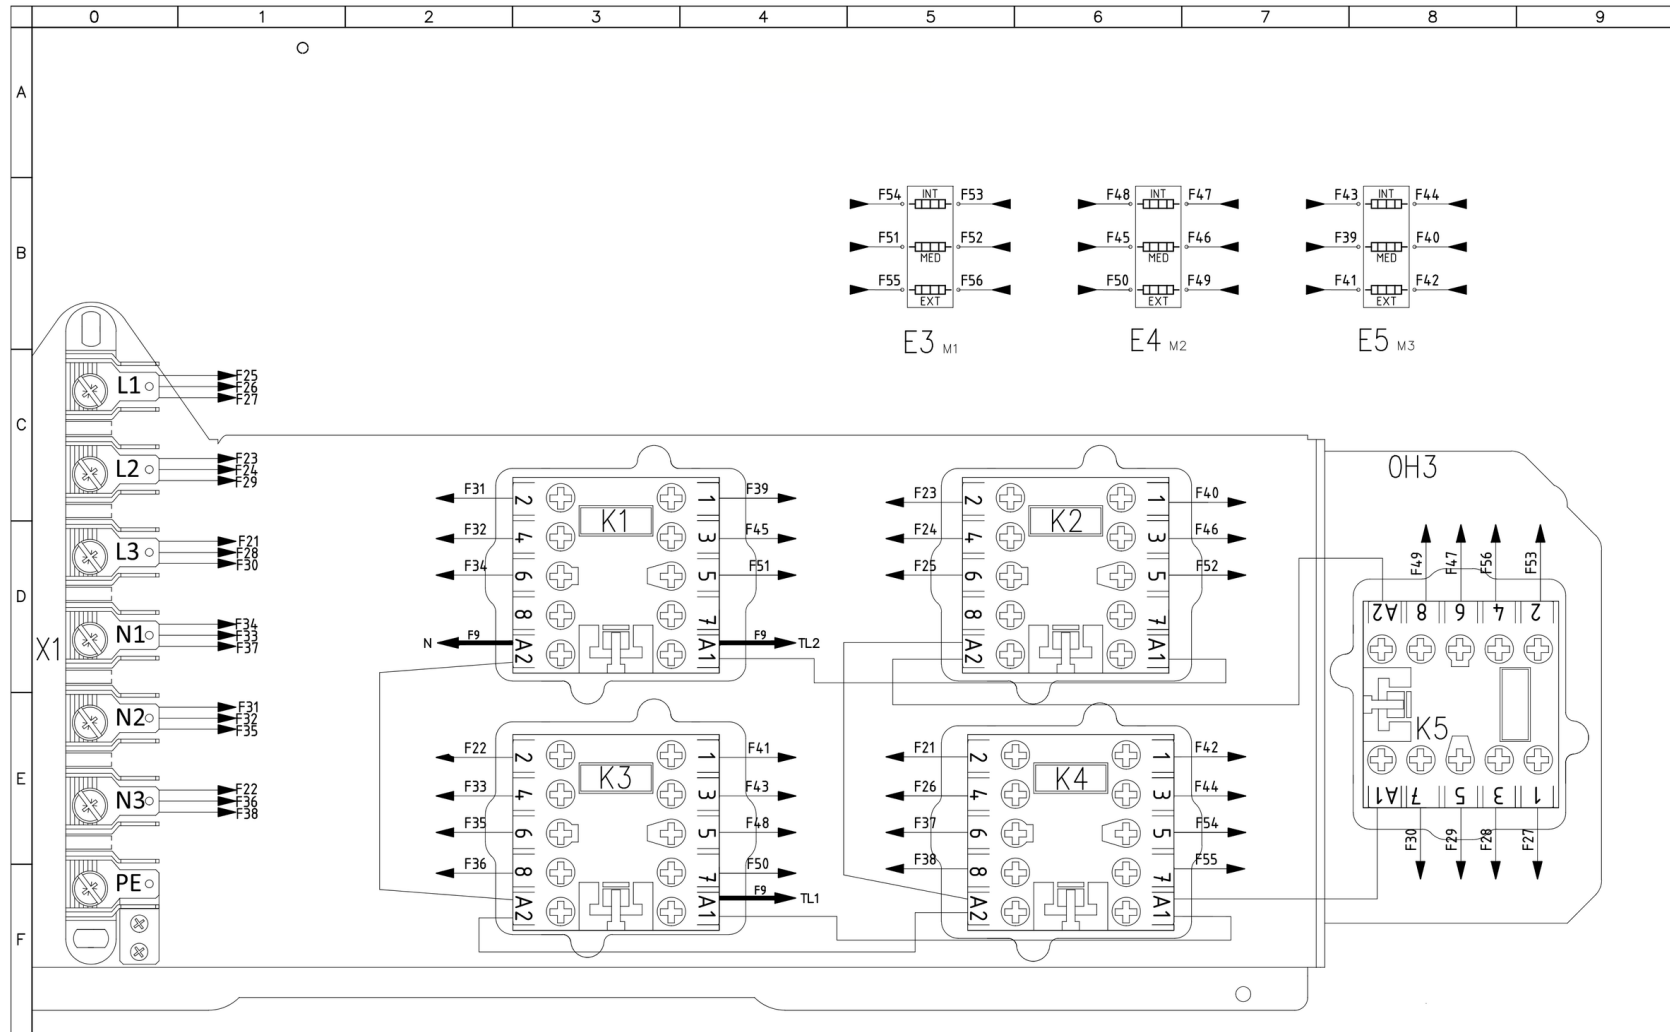 0 1 2 3 4 5 6 7 8 9
A
B
C
D
E
F
F54 INT F53
F51 MED F52
F55 EXT F56
E3 M1
F48 INT F47
F45 MED F46
F50 EXT F49
E4 M2
F43 INT F44
F39 MED F40
F41 EXT F42
E5 M3
X1
L1 F25
F26
F27
L2 F23
F24
F29
L3 F21
F28
F30
N1 F34
F33
F37
N2 F31
F32
F35
N3 F22
F36
F38
PE
K1
F31 2 1 F39
F32 4 3 F45
F34 6 5 F51
8 7
N F9 A2 A1 F9 TL2
K2
F23 2 1 F40
F24 4 3 F46
F25 6 5 F52
8 7
A2 A1
K3
F22 2 1 F41
F33 4 3 F43
F35 6 5 F48
F36 8 7 F50
A2 A1 F9 TL1
K4
F21 2 1 F42
F26 4 3 F44
F37 6 5 F54
F38 8 7 F55
A2 A1
0H3
F49 F47 F56 F53
A2 8 6 4 2
K5
A1 7 5 3 1
F30 F29 F28 F27